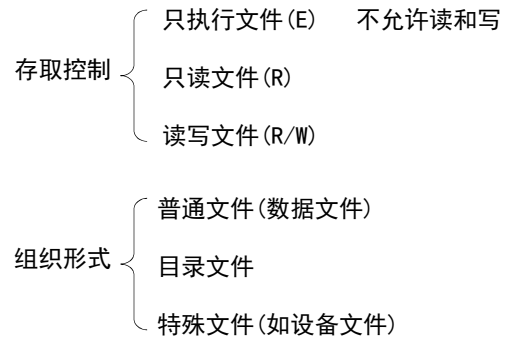 只执行文件(E) 不允许读和写
存取控制
只读文件(R)
读写文件(R/W)
普通文件(数据文件)
组织形式
目录文件
特殊文件(如设备文件)